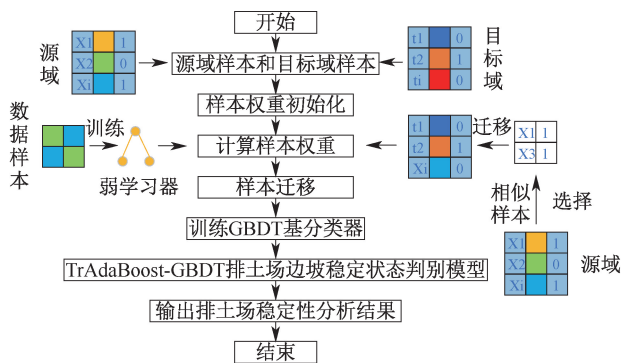 开始
源域
X1 1
X2 0
Xi 1
源域样本和目标域样本
t1 0
t2 1
ti 0
目标域
样本权重初始化
数据样本
训练
弱学习器
计算样本权重
t1 0
t2 1
Xi 0
迁移
X1 1
X3 1
样本迁移
相似样本
选择
训练GBDT基分类器
X1 1
X2 0
Xi 1
源域
TrAdaBoost-GBDT排土场边坡稳定状态判别模型
输出排土场稳定性分析结果
结束